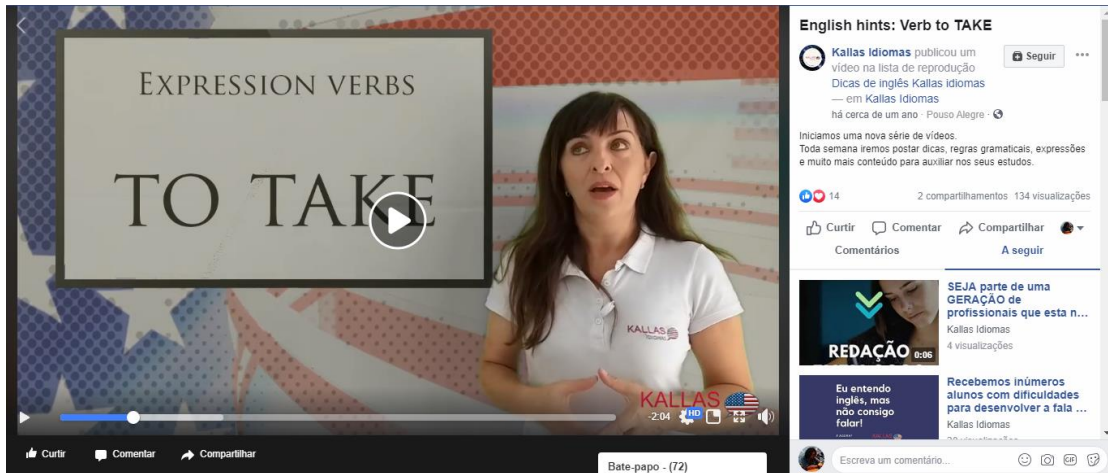 EXPRESSION VERBS
TO TAKE
KALLAS
KALLAS
-2:04
HD
Curtir
Comentar
Compartilhar
Bate-papo - (72)
English hints: Verb to TAKE
Kallas Idiomas publicou um
vídeo na lista de reprodução
Dicas de inglês Kallas idiomas
— em Kallas Idiomas
há cerca de um ano · Pouso Alegre ·
Seguir
Iniciamos uma nova série de vídeos.
Toda semana iremos postar dicas, regras gramaticais, expressões
e muito mais conteúdo para auxiliar nos seus estudos.
14
2 compartilhamentos 134 visualizações
Curtir
Comentar
Compartilhar
Comentários
A seguir
REDAÇÃO
0:06
SEJA parte de uma
GERAÇÃO de
profissionais que esta n...
Kallas Idiomas
4 visualizações
Eu entendo
inglês, mas
não consigo
falar!
Recebemos inúmeros
alunos com dificuldades
para desenvolver a fala ...
Kallas Idiomas
Escreva um comentário...
GIF